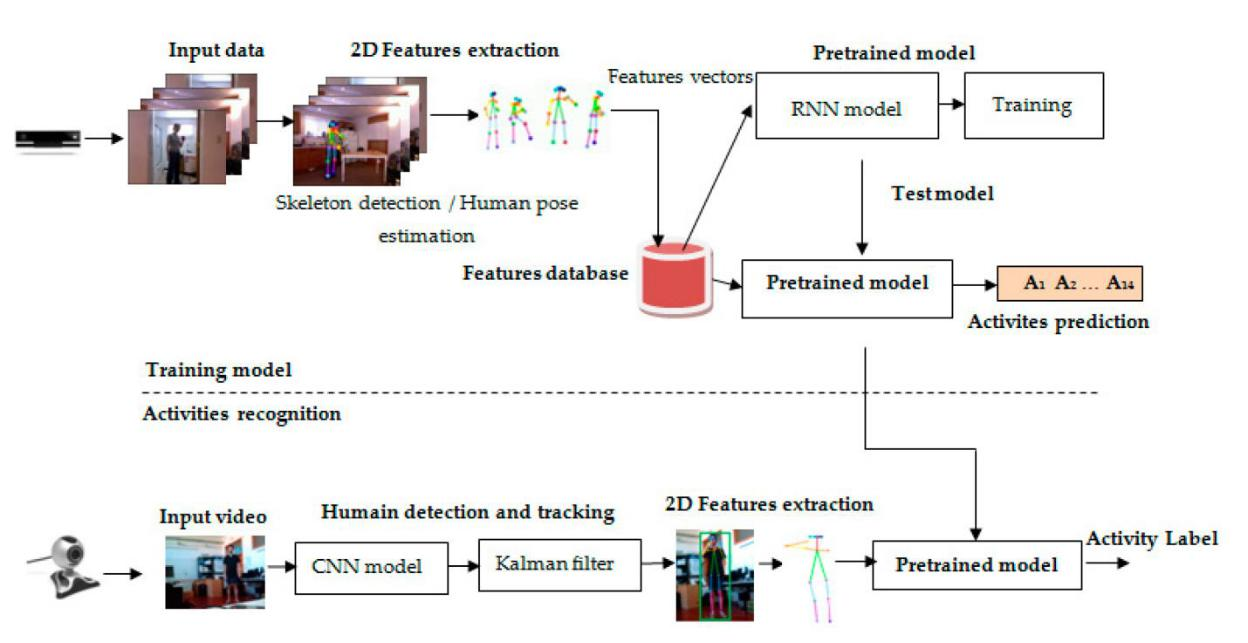 Input data
2D Features extraction
Pretrained model
Features vectors
RNN model
Training
Skeleton detection / Human pose
estimation
Test model
Features database
Pretrained model
A1 A2 ... A14
Activites prediction
Training model
Activities recognition
Input video
Humain detection and tracking
2D Features extraction
CNN model
Kalman filter
Pretrained model
Activity Label